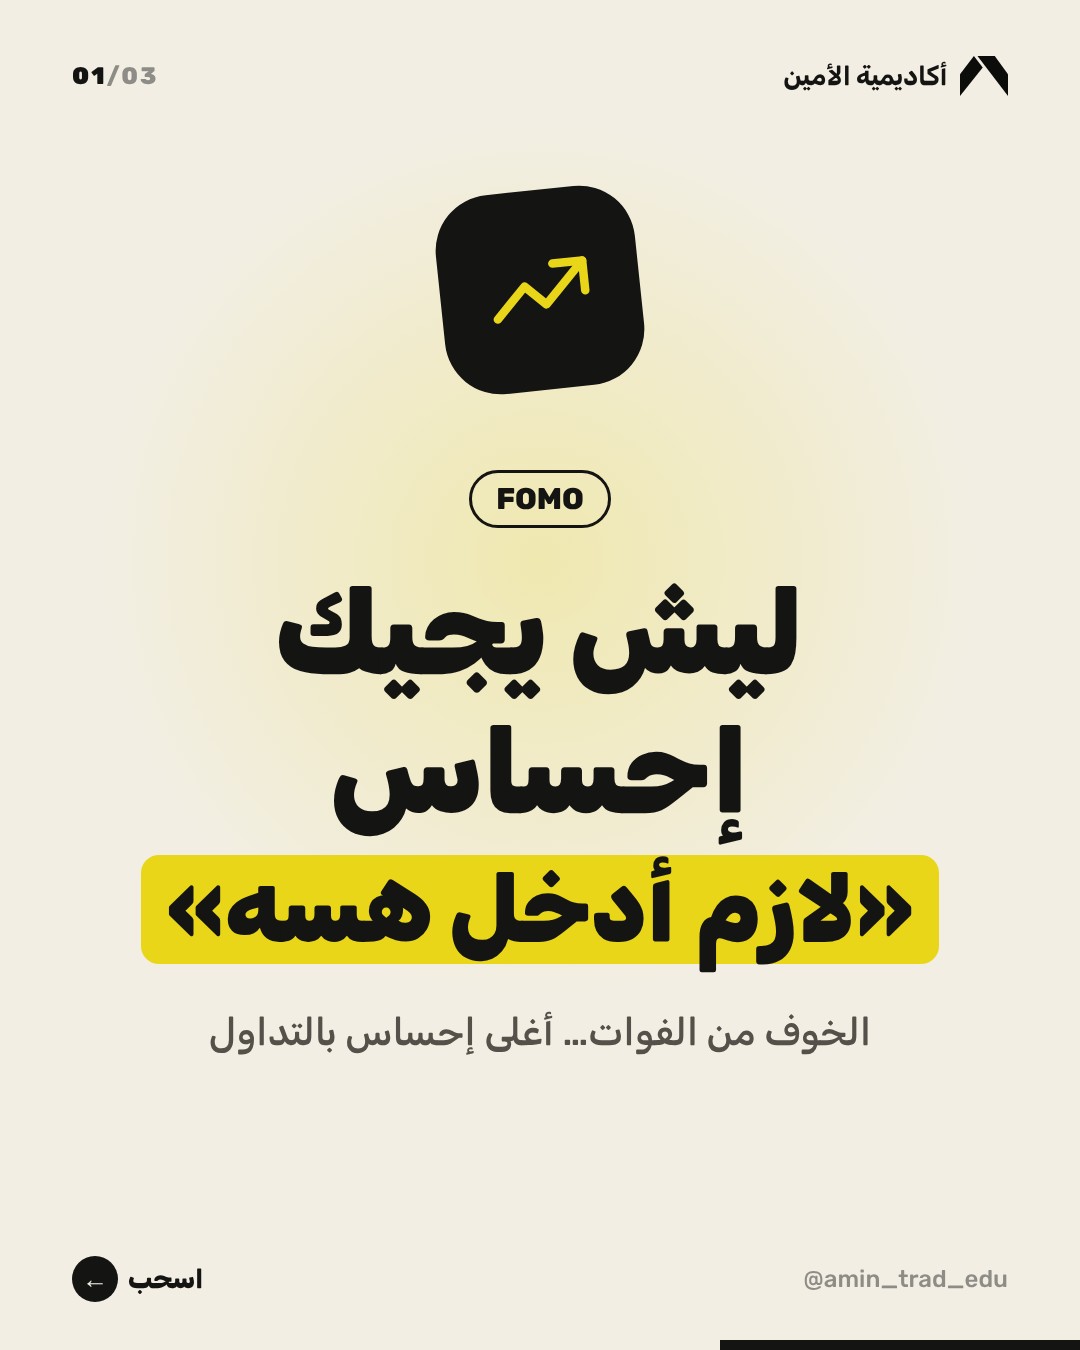 أكاديمية الأمين
01/03
FOMO
ليش يجيك
إحساس
«لازم أدخل هسه»
الخوف من الفوات... أغلى إحساس بالتداول
@amin_trad_edu
اسحب ←